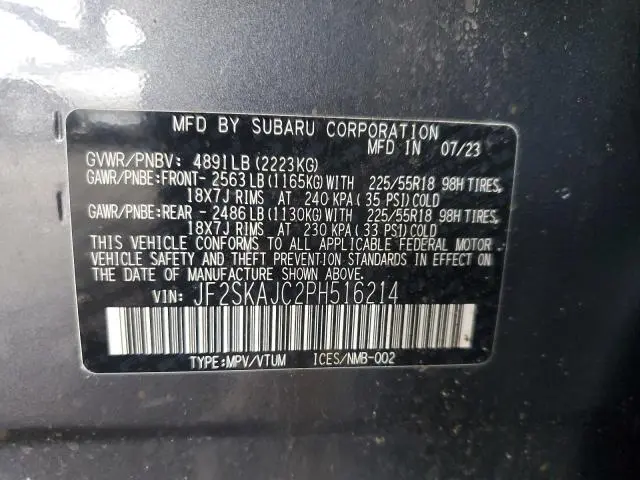 MFD BY SUBARU CORPORATION
MFD IN 07/23
GVWR/PNBV: 4891LB(2223KG)
GAWR/PNBE:FRONT- 2563LB(1165KG)WITH 225/55R18 98H TIRES,
18X7J RIMS AT 240 KPA( 35 PSI)COLD
GAWR/PNBE:REAR - 2486LB(1130KG)WITH 225/55R18 98H TIRES,
18X7J RIMS AT 230 KPA( 33 PSI)COLD
THIS VEHICLE CONFORMS TO ALL APPLICABLE FEDERAL MOTOR
VEHICLE SAFETY AND THEFT PREVENTION STANDARDS IN EFFECT ON
THE DATE OF MANUFACTURE SHOWN ABOVE.
VIN: JF2SKAJC2PH516214
TYPE:MPV/VTUM ICES/NMB-002